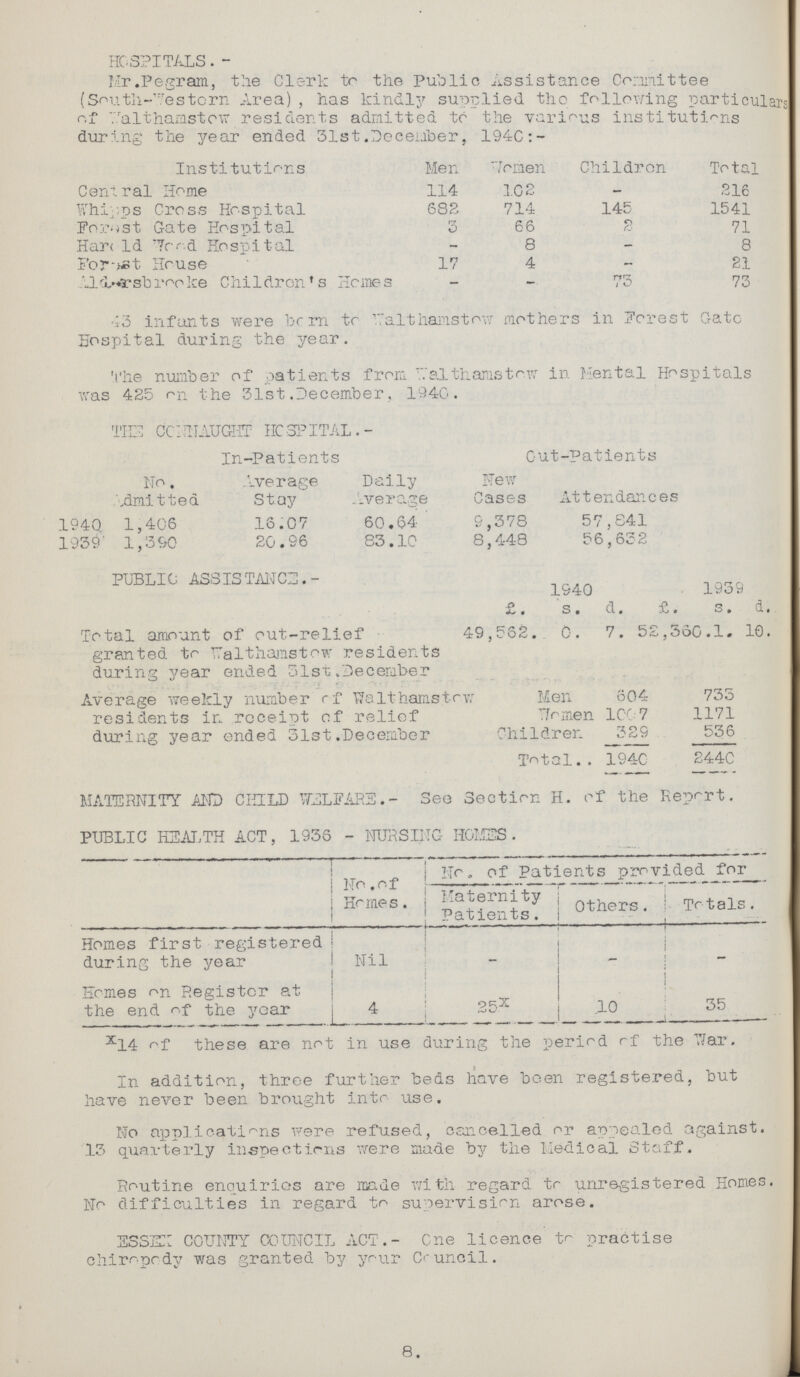 HOSPITALS. -
Mr.Pegram, the Clerk to the Public Assistance Committee
(South-Western Area), has kindly supplied the following particulars
of Walthamstow residents admitted to the various institutions
during the year ended 31st.December, 1940:-
Institutions Men Women Children Total
Central Home 114 102 - 216
Whipps Cross Hospital 682 714 145 1541
Forest Gate Hospital 3 66 2 71
Harold Wood Hospital - 8 - 8
Forest House 17 4 - 21
Aldersbrooke Children's Homes - - 73 73
43 infants were born to Walthamstow mothers in Forest Gate
Hospital during the year.
The number of patients from Walthamstow in Mental Hospitals
was 425 on the 31st.December, 1940.
THE CONNAUGHT HOSPITAL.-
In-Patients Out-Patients
No. Average Daily New
Admitted Stay Average Cases Attendances
1940 1,406 16.07 60.64 9,378 57,841
1939 1,390 20.96 83.10 8,448 56,632
PUBLIC ASSISTANCE.-
1940 1939
£. s. d. £. s. d.
Total amount of out-relief 49,562. 0. 7. 52,360.1. 10.
granted to Walthamstow residents
during year ended 31st.December
Average weekly number of Walthamstow Men 604 733
residents in receipt of relief Women 1007 1171
during year ended 31st.December Children 329 536
Total.. 1940 2440
MATERNITY AND CHILD WELFARE.- See Section H. of the Report.
PUBLIC HEALTH ACT, 1936 - NURSING HOMES.
No. of Patients provided for
No.of
Homes. Maternity Patients. Others. Totals.
Homes first registered
during the year Nil - - -
Homes on Register at
the end of the year 4 25x 10 35
x14 of these are not in use during the period of the War.
In addition, three further beds have been registered, but
have never been brought into use.
No applications were refused, cancelled or appealed against.
13 quarterly inspections were made by the Medical Staff.
Routine enquiries are made with regard to unregistered Homes.
No difficulties in regard to supervision arose.
ESSEX COUNTY COUNCIL ACT.- One licence to practise
chiropody was granted by your Council.
8.